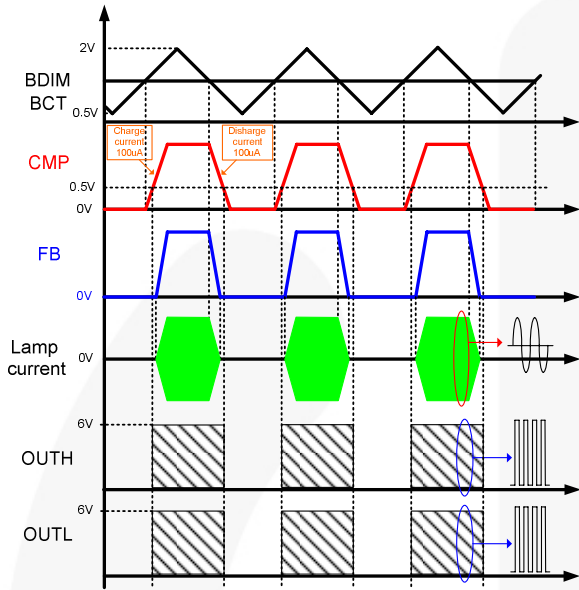 2V
BDIM
BCT
0.5V
Charge
current
100uA
Disharge
current
100uA
CMP
0.5V
0V
FB
0V
Lamp
current
0V
6V
OUTH
6V
OUTL